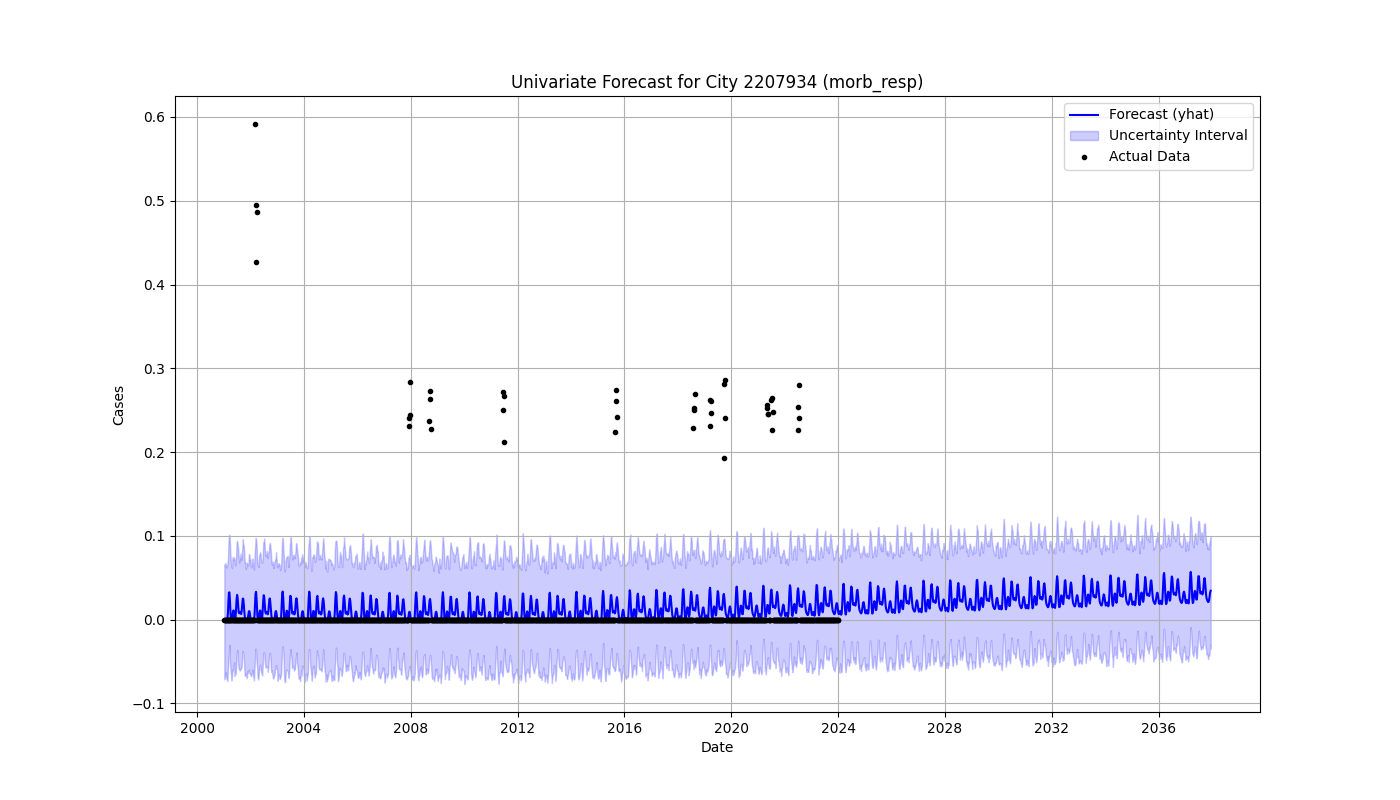 Univariate Forecast for City 2207934 (morb_resp)
Forecast (yhat)
Uncertainty Interval
Actual Data
Cases
0.6
0.5
0.4
0.3
0.2
0.1
0.0
−0.1
2000 2004 2008 2012 2016 2020 2024 2028 2032 2036
Date